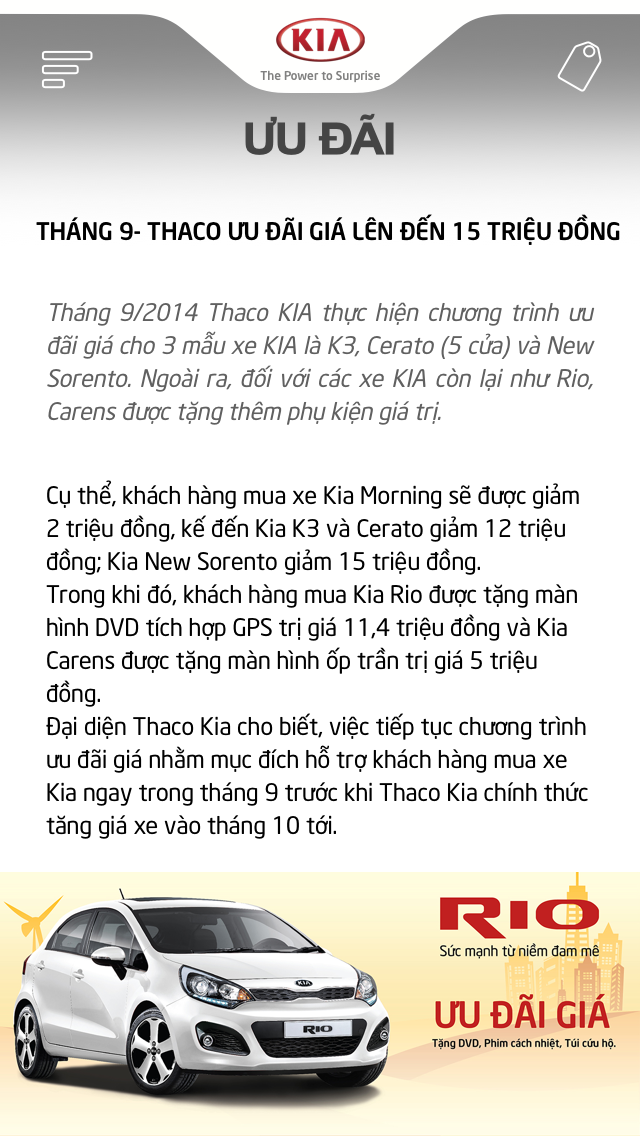 KIA
The Power to Surprise
ƯU ĐÃI
THÁNG 9- THACO ƯU ĐÃI GIÁ LÊN ĐẾN 15 TRIỆU ĐỒNG
Tháng 9/2014 Thaco KIA thực hiện chương trình ưu
đãi giá cho 3 mẫu xe KIA là K3, Cerato (5 cửa) và New
Sorento. Ngoài ra, đối với các xe KIA còn lại như Rio,
Carens được tặng thêm phụ kiện giá trị.
Cụ thể, khách hàng mua xe Kia Morning sẽ được giảm
2 triệu đồng, kế đến Kia K3 và Cerato giảm 12 triệu
đồng; Kia New Sorento giảm 15 triệu đồng.
Trong khi đó, khách hàng mua Kia Rio được tặng màn
hình DVD tích hợp GPS trị giá 11,4 triệu đồng và Kia
Carens được tặng màn hình ốp trần trị giá 5 triệu
đồng.
Đại diện Thaco Kia cho biết, việc tiếp tục chương trình
ưu đãi giá nhằm mục đích hỗ trợ khách hàng mua xe
Kia ngay trong tháng 9 trước khi Thaco Kia chính thức
tăng giá xe vào tháng 10 tới.
RIO
Sức mạnh từ niềm đam mê
KIA
RIO
ƯU ĐÃI GIÁ
Tặng DVD, Phim cách nhiệt, Túi cứu hộ.